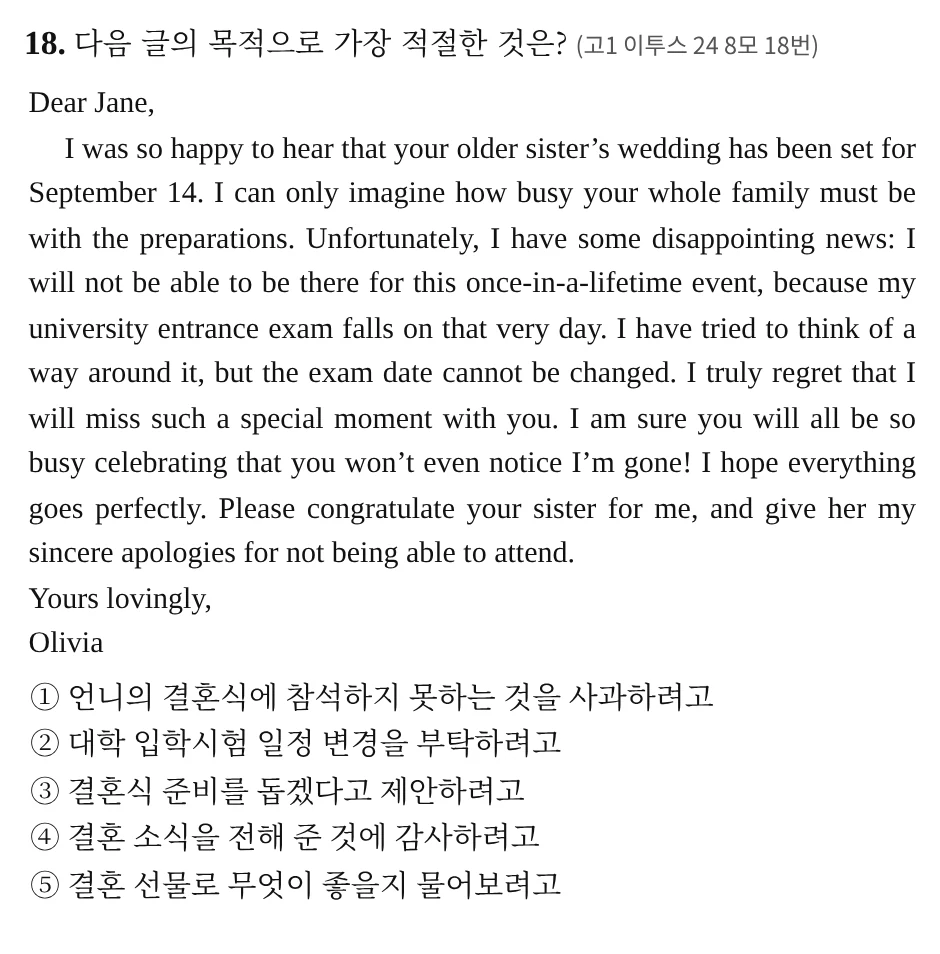 18. 다음 글의 목적으로 가장 적절한 것은? (고1 이투스 24 8모 18번)
Dear Jane,
I was so happy to hear that your older sister’s wedding has been set for
September 14. I can only imagine how busy your whole family must be
with the preparations. Unfortunately, I have some disappointing news: I
will not be able to be there for this once-in-a-lifetime event, because my
university entrance exam falls on that very day. I have tried to think of a
way around it, but the exam date cannot be changed. I truly regret that I
will miss such a special moment with you. I am sure you will all be so
busy celebrating that you won’t even notice I’m gone! I hope everything
goes perfectly. Please congratulate your sister for me, and give her my
sincere apologies for not being able to attend.
Yours lovingly,
Olivia
① 언니의 결혼식에 참석하지 못하는 것을 사과하려고
② 대학 입학시험 일정 변경을 부탁하려고
③ 결혼식 준비를 돕겠다고 제안하려고
④ 결혼 소식을 전해 준 것에 감사하려고
⑤ 결혼 선물로 무엇이 좋을지 물어보려고